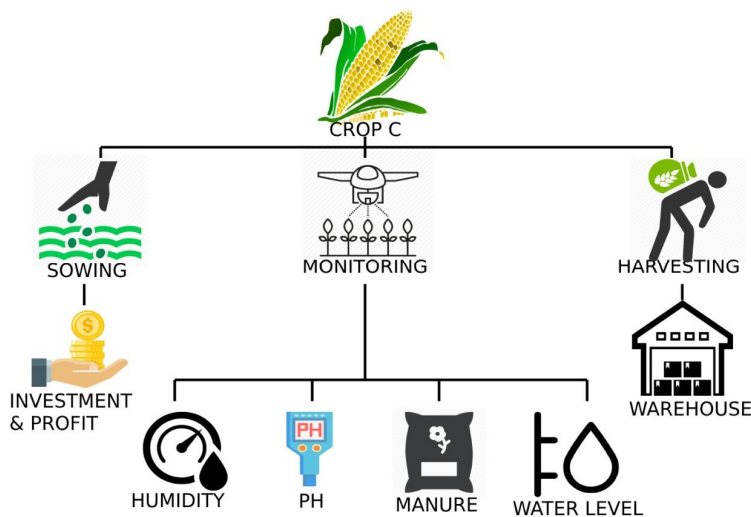 CROP C
SOWING
MONITORING
HARVESTING
$
INVESTMENT
& PROFIT
WAREHOUSE
PH
HUMIDITY
PH
MANURE
WATER LEVEL